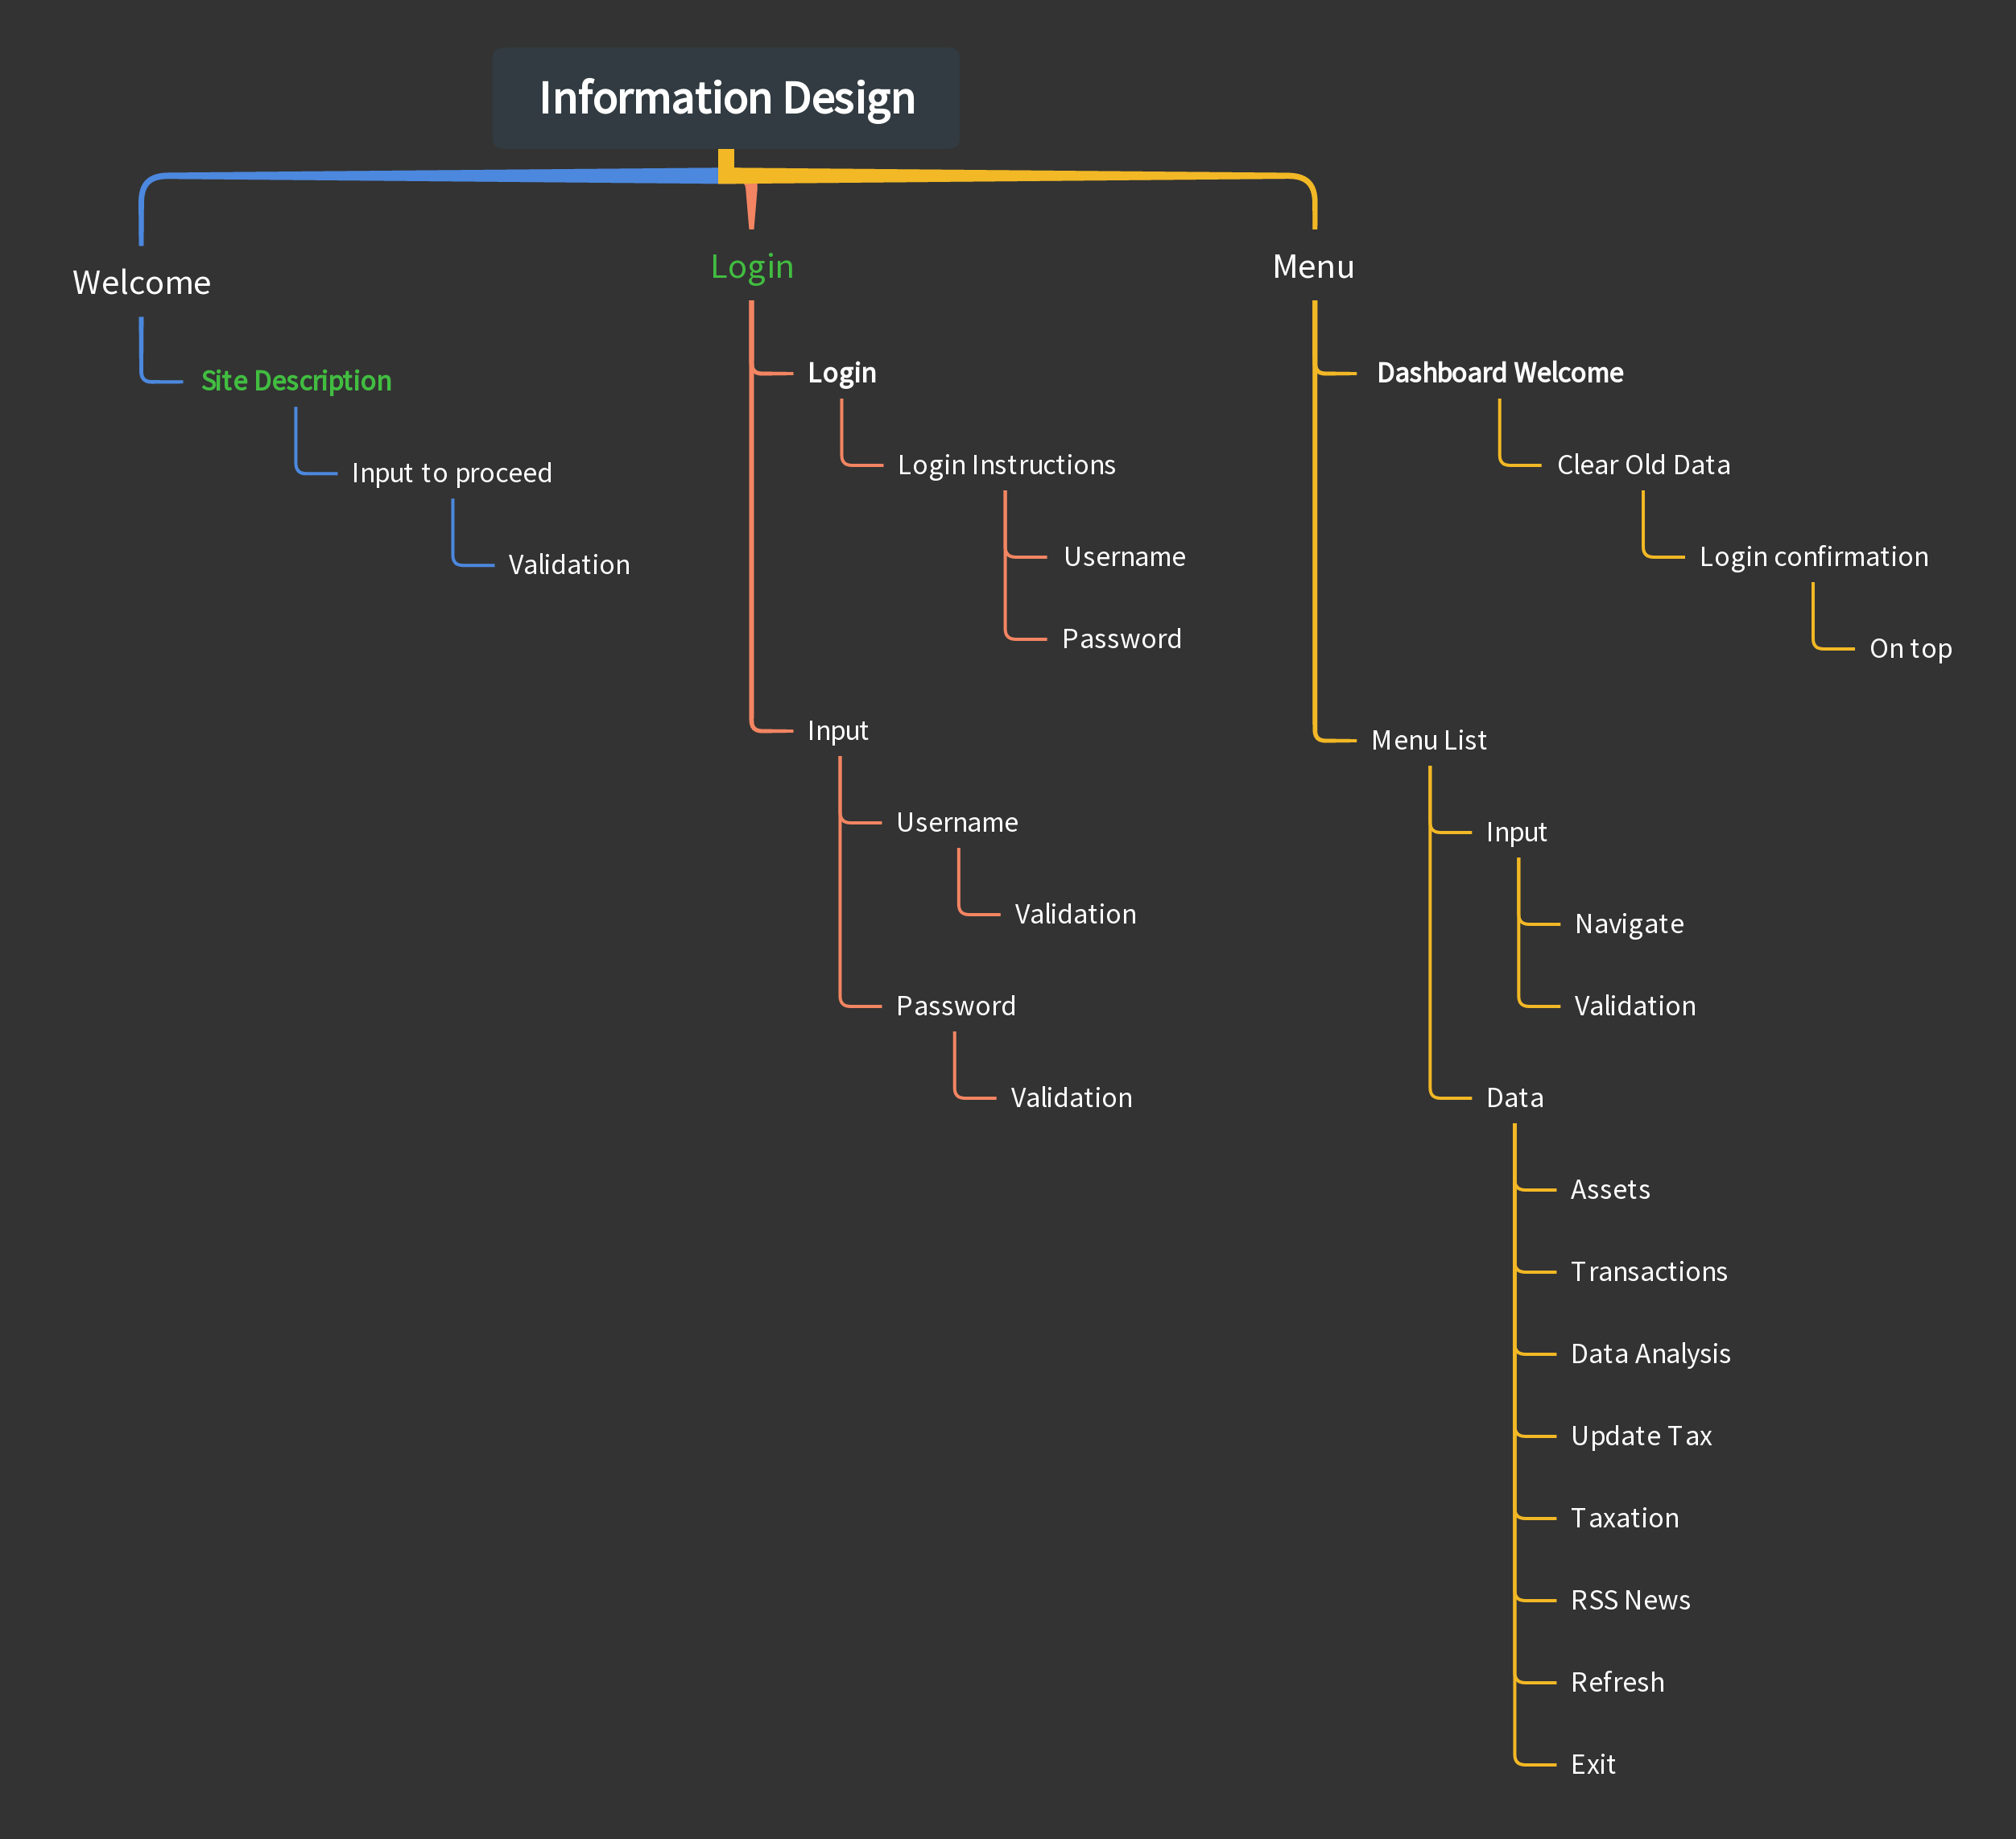 Information Design
Welcome
Site Description
Input to proceed
Validation
Login
Login
Login Instructions
Username
Password
Input
Username
Validation
Password
Validation
Menu
Dashboard Welcome
Clear Old Data
Login confirmation
On top
Menu List
Input
Navigate
Validation
Data
Assets
Transactions
Data Analysis
Update Tax
Taxation
RSS News
Refresh
Exit